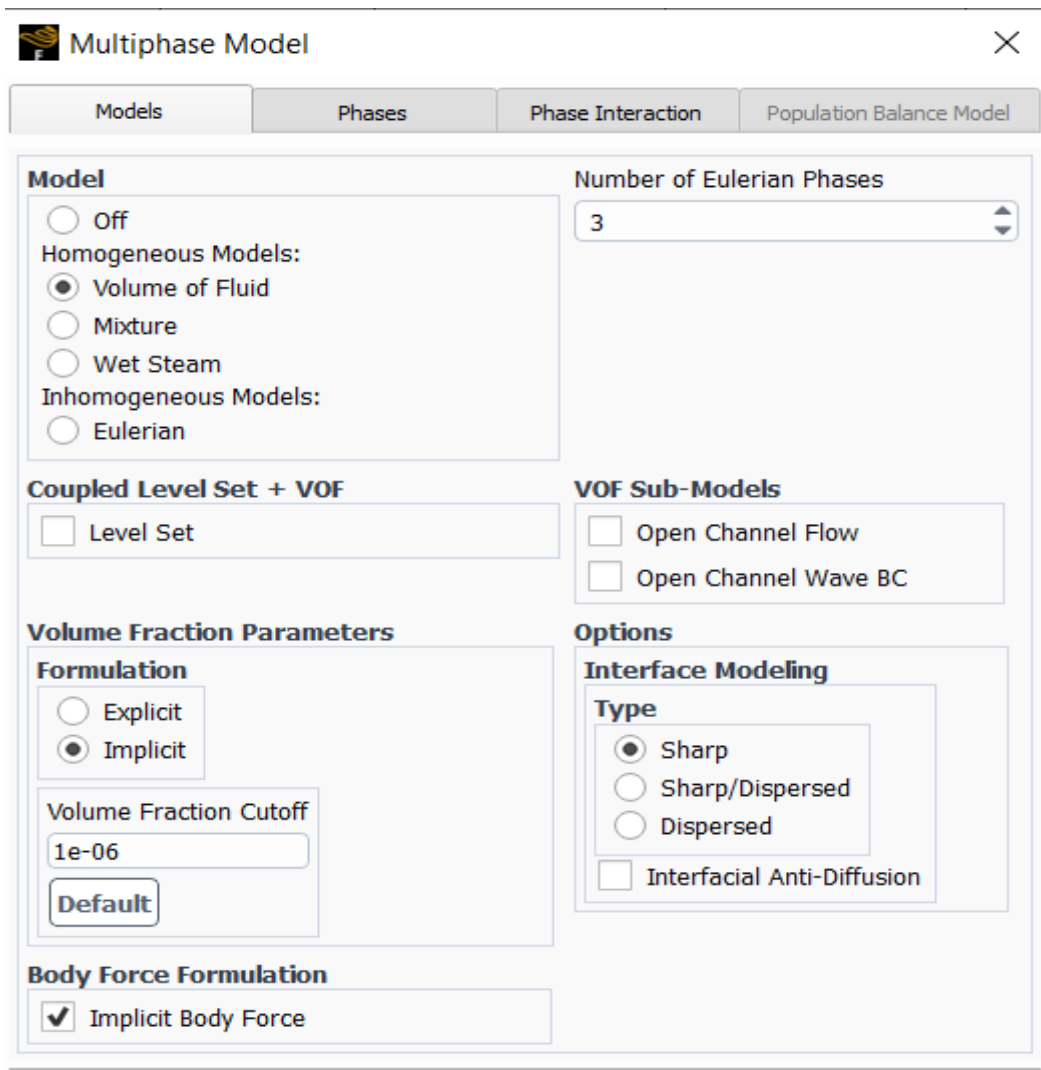 F
Multiphase Model
Models
Phases
Phase Interaction
Population Balance Model
Model
Off
Homogeneous Models:
Volume of Fluid
Mixture
Wet Steam
Inhomogeneous Models:
Eulerian
Number of Eulerian Phases
3
Coupled Level Set + VOF
Level Set
VOF Sub-Models
Open Channel Flow
Open Channel Wave BC
Volume Fraction Parameters
Formulation
Explicit
Implicit
Volume Fraction Cutoff
1e-06
Default
Options
Interface Modeling
Type
Sharp
Sharp/Dispersed
Dispersed
Interfacial Anti-Diffusion
Body Force Formulation
Implicit Body Force